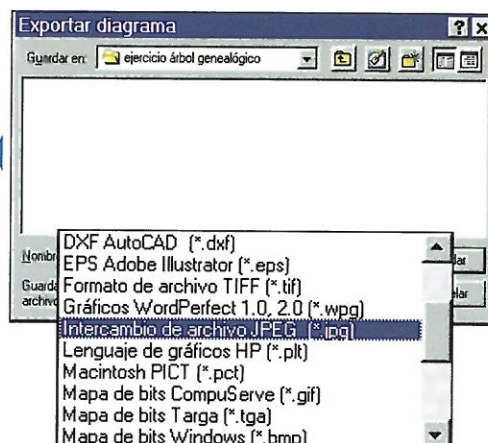 Exportar diagrama
Guardar en: ejercicio árbol genealógico
DXF AutoCAD (*.dxf)
EPS Adobe Illustrator (*.eps)
Formato de archivo TIFF (*.tif)
Gráficos WordPerfect 1.0, 2.0 (*.wpg)
Intercambio de archivo JPEG (*.jpg)
Lenguaje de gráficos HP (*.plt)
Macintosh PICT (*.pct)
Mapa de bits CompuServe (*.gif)
Mapa de bits Targa (*.tga)
Mapa de bits Windows (*.bmp)